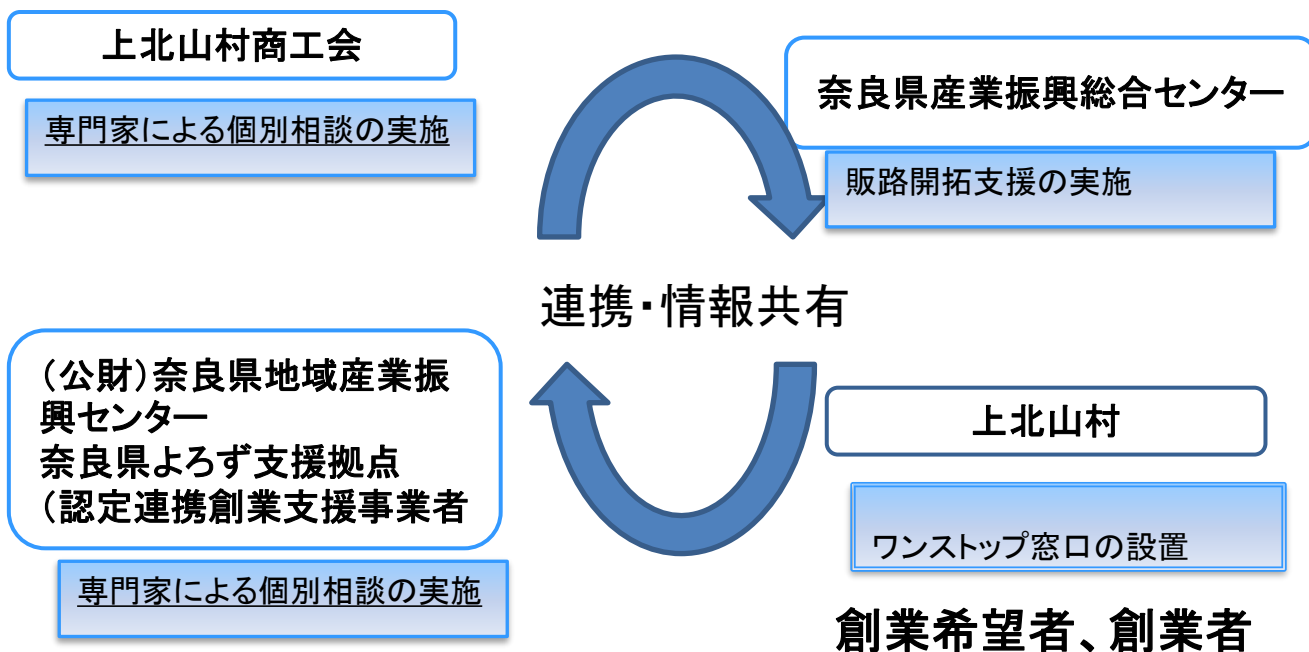 上北山村商工会
専門家による個別相談の実施
奈良県産業振興総合センター
販路開拓支援の実施
連携・情報共有
（公財）奈良県地域産業振
興センター
奈良県よろず支援拠点
（認定連携創業支援事業者
専門家による個別相談の実施
上北山村
ワンストップ窓口の設置
創業希望者、創業者